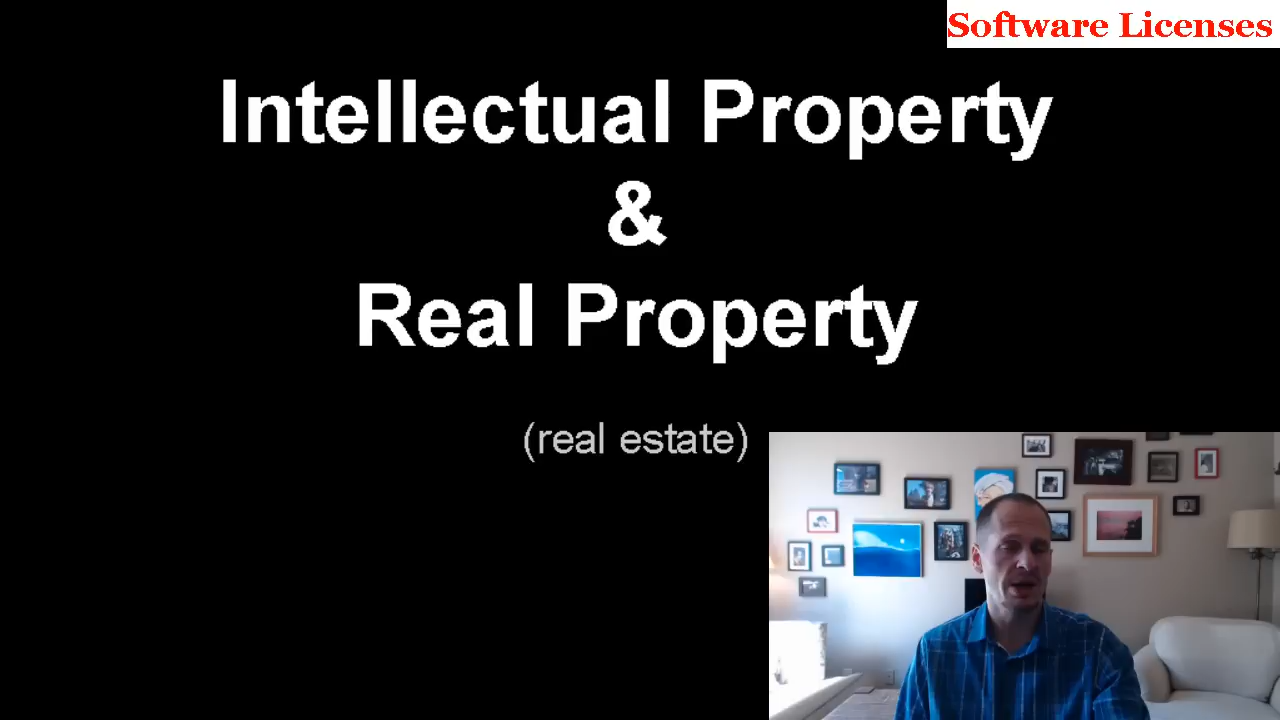 Software Licenses
Intellectual Property
&
Real Property
(real estate)